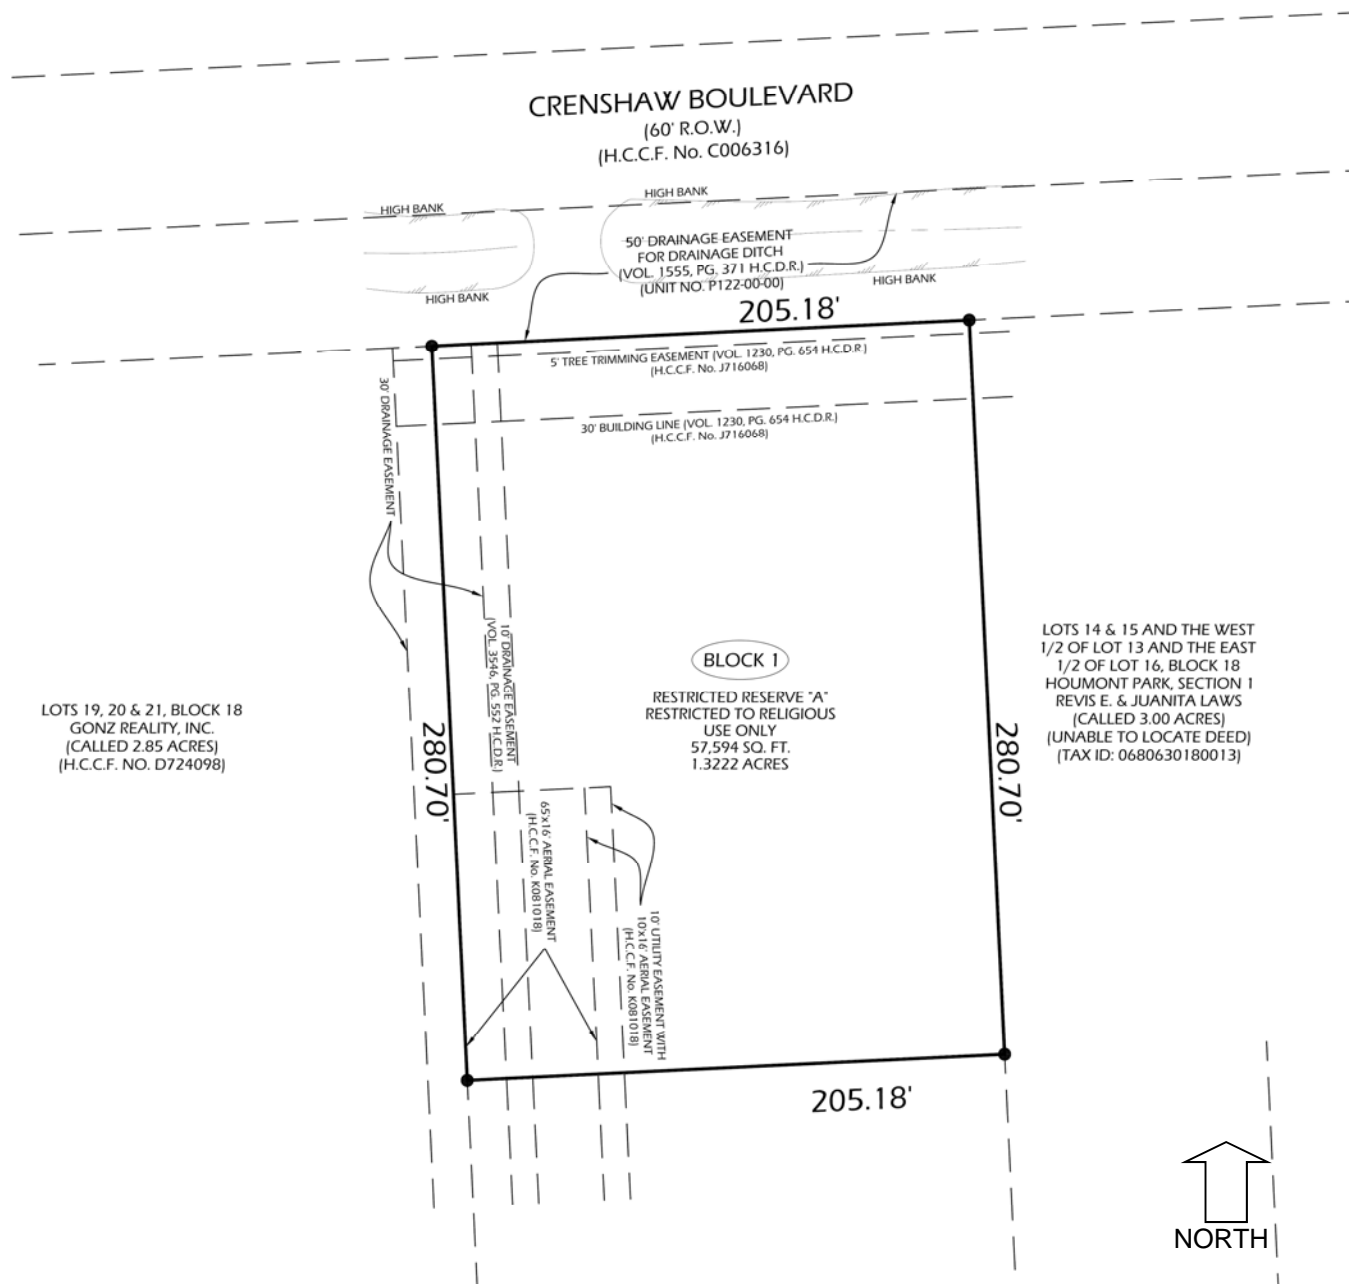 CRENSHAW BOULEVARD
(60' R.O.W.)
(H.C.C.F. No. C006316)
HIGH BANK
HIGH BANK
50' DRAINAGE EASEMENT
FOR DRAINAGE DITCH
(VOL. 1555, PG. 371 H.C.D.R.)
(UNIT NO. P122-00-00)
HIGH BANK
HIGH BANK
205.18'
5' TREE TRIMMING EASEMENT (VOL. 1230, PG. 654 H.C.D.R.)
(H.C.C.F. No. J716068)
30' BUILDING LINE (VOL. 1230, PG. 654 H.C.D.R.)
(H.C.C.F. No. J716068)
30' DRAINAGE EASEMENT
10' DRAINAGE EASEMENT
(VOL. 3546, PG. 552 H.C.D.R.)
BLOCK 1
RESTRICTED RESERVE "A"
RESTRICTED TO RELIGIOUS
USE ONLY
57,594 SQ. FT.
1.3222 ACRES
LOTS 14 & 15 AND THE WEST
1/2 OF LOT 13 AND THE EAST
1/2 OF LOT 16, BLOCK 18
HOUMONT PARK, SECTION 1
REVIS E. & JUANITA LAWS
(CALLED 3.00 ACRES)
(UNABLE TO LOCATE DEED)
(TAX ID: 0680630180013)
LOTS 19, 20 & 21, BLOCK 18
GONZ REALITY, INC.
(CALLED 2.85 ACRES)
(H.C.C.F. NO. D724098)
280.70'
280.70'
65'x16' AERIAL EASEMENT
(H.C.C.F. No. K081018)
10' UTILITY EASEMENT WITH
10'x16' AERIAL EASEMENT
(H.C.C.F. No. K081018)
205.18'
NORTH